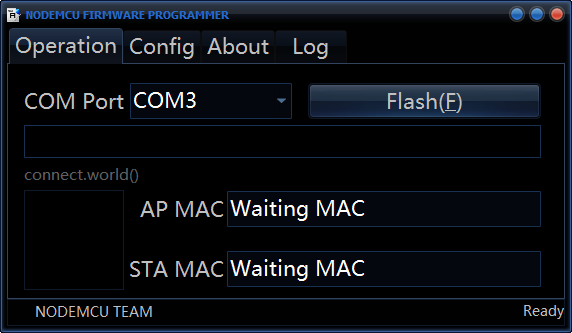 NODEMCU FIRMWARE PROGRAMMER
Operation Config About Log
COM Port COM3 Flash(F)
connect.world()
AP MAC Waiting MAC
STA MAC Waiting MAC
NODEMCU TEAM Ready